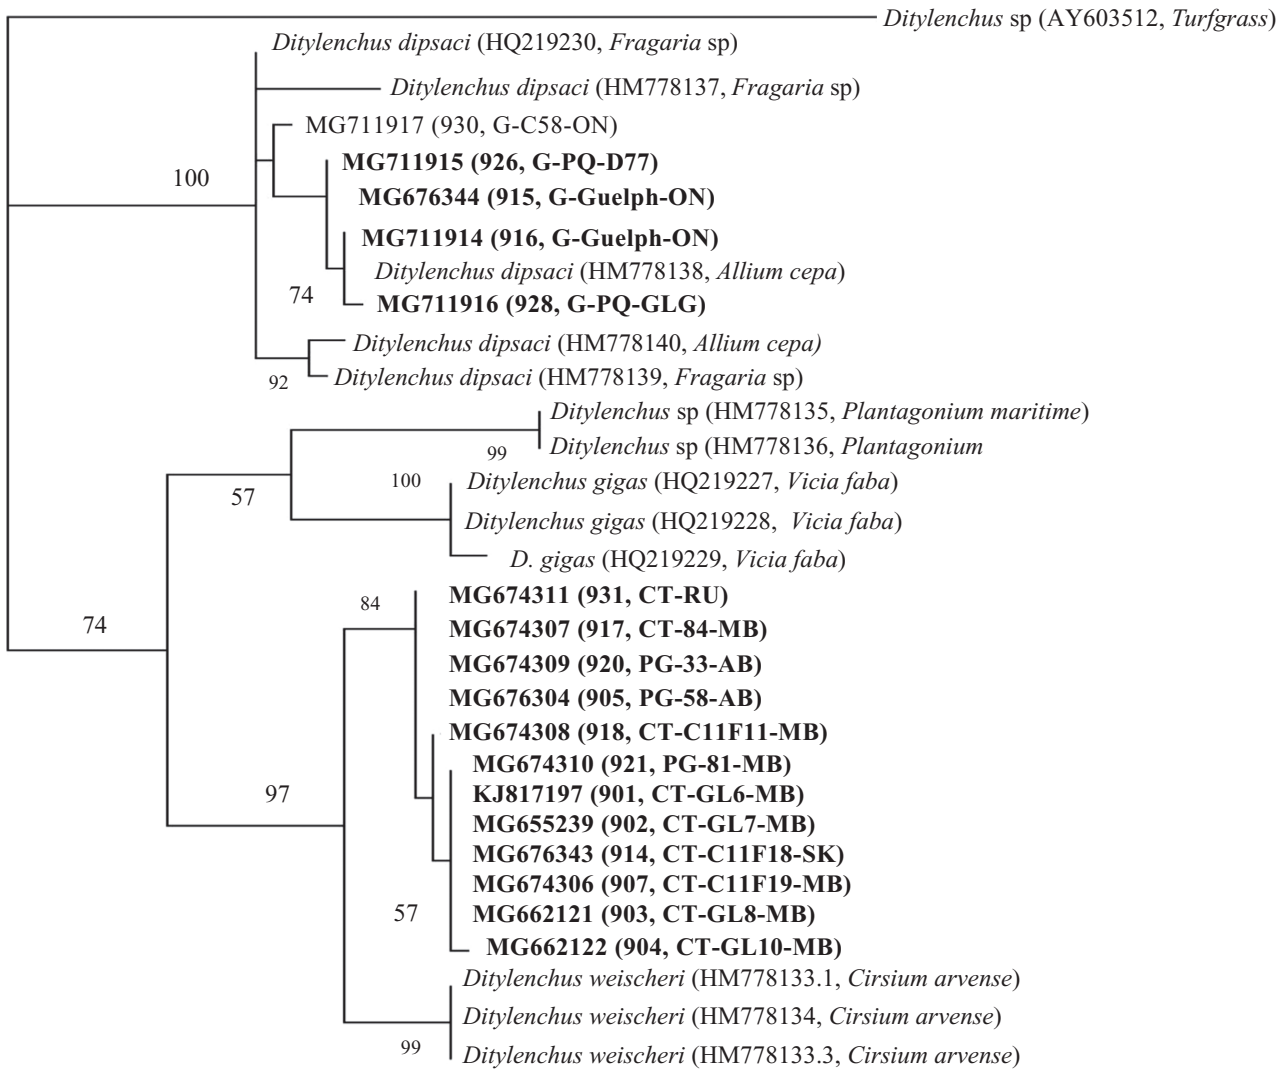 Ditylenchus sp (AY603512, Turfgrass)
Ditylenchus dipsaci (HQ219230, Fragaria sp)
Ditylenchus dipsaci (HM778137, Fragaria sp)
MG711917 (930, G-C58-ON)
MG711915 (926, G-PQ-D77)
100
MG676344 (915, G-Guelph-ON)
MG711914 (916, G-Guelph-ON)
Ditylenchus dipsaci (HM778138, Allium cepa)
74
MG711916 (928, G-PQ-GLG)
Ditylenchus dipsaci (HM778140, Allium cepa)
92
Ditylenchus dipsaci (HM778139, Fragaria sp)
Ditylenchus sp (HM778135, Plantagonium maritime)
99
Ditylenchus sp (HM778136, Plantagonium
100
Ditylenchus gigas (HQ219227, Vicia faba)
57
Ditylenchus gigas (HQ219228, Vicia faba)
D. gigas (HQ219229, Vicia faba)
84
MG674311 (931, CT-RU)
74
MG674307 (917, CT-84-MB)
MG674309 (920, PG-33-AB)
MG676304 (905, PG-58-AB)
MG674308 (918, CT-C11F11-MB)
MG674310 (921, PG-81-MB)
97
KJ817197 (901, CT-GL6-MB)
MG655239 (902, CT-GL7-MB)
MG676343 (914, CT-C11F18-SK)
MG674306 (907, CT-C11F19-MB)
57
MG662121 (903, CT-GL8-MB)
MG662122 (904, CT-GL10-MB)
Ditylenchus weischeri (HM778133.1, Cirsium arvense)
Ditylenchus weischeri (HM778134, Cirsium arvense)
99
Ditylenchus weischeri (HM778133.3, Cirsium arvense)